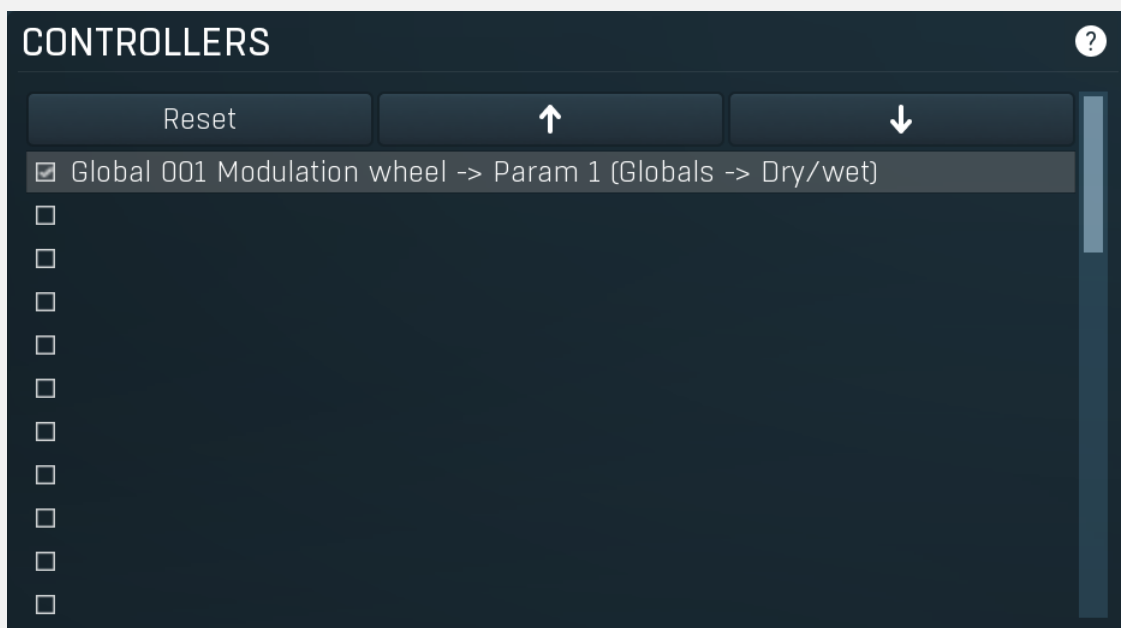 CONTROLLERS
?
Reset ↑ ↓
Global 001 Modulation wheel -> Param 1 (Globals -> Dry/wet)